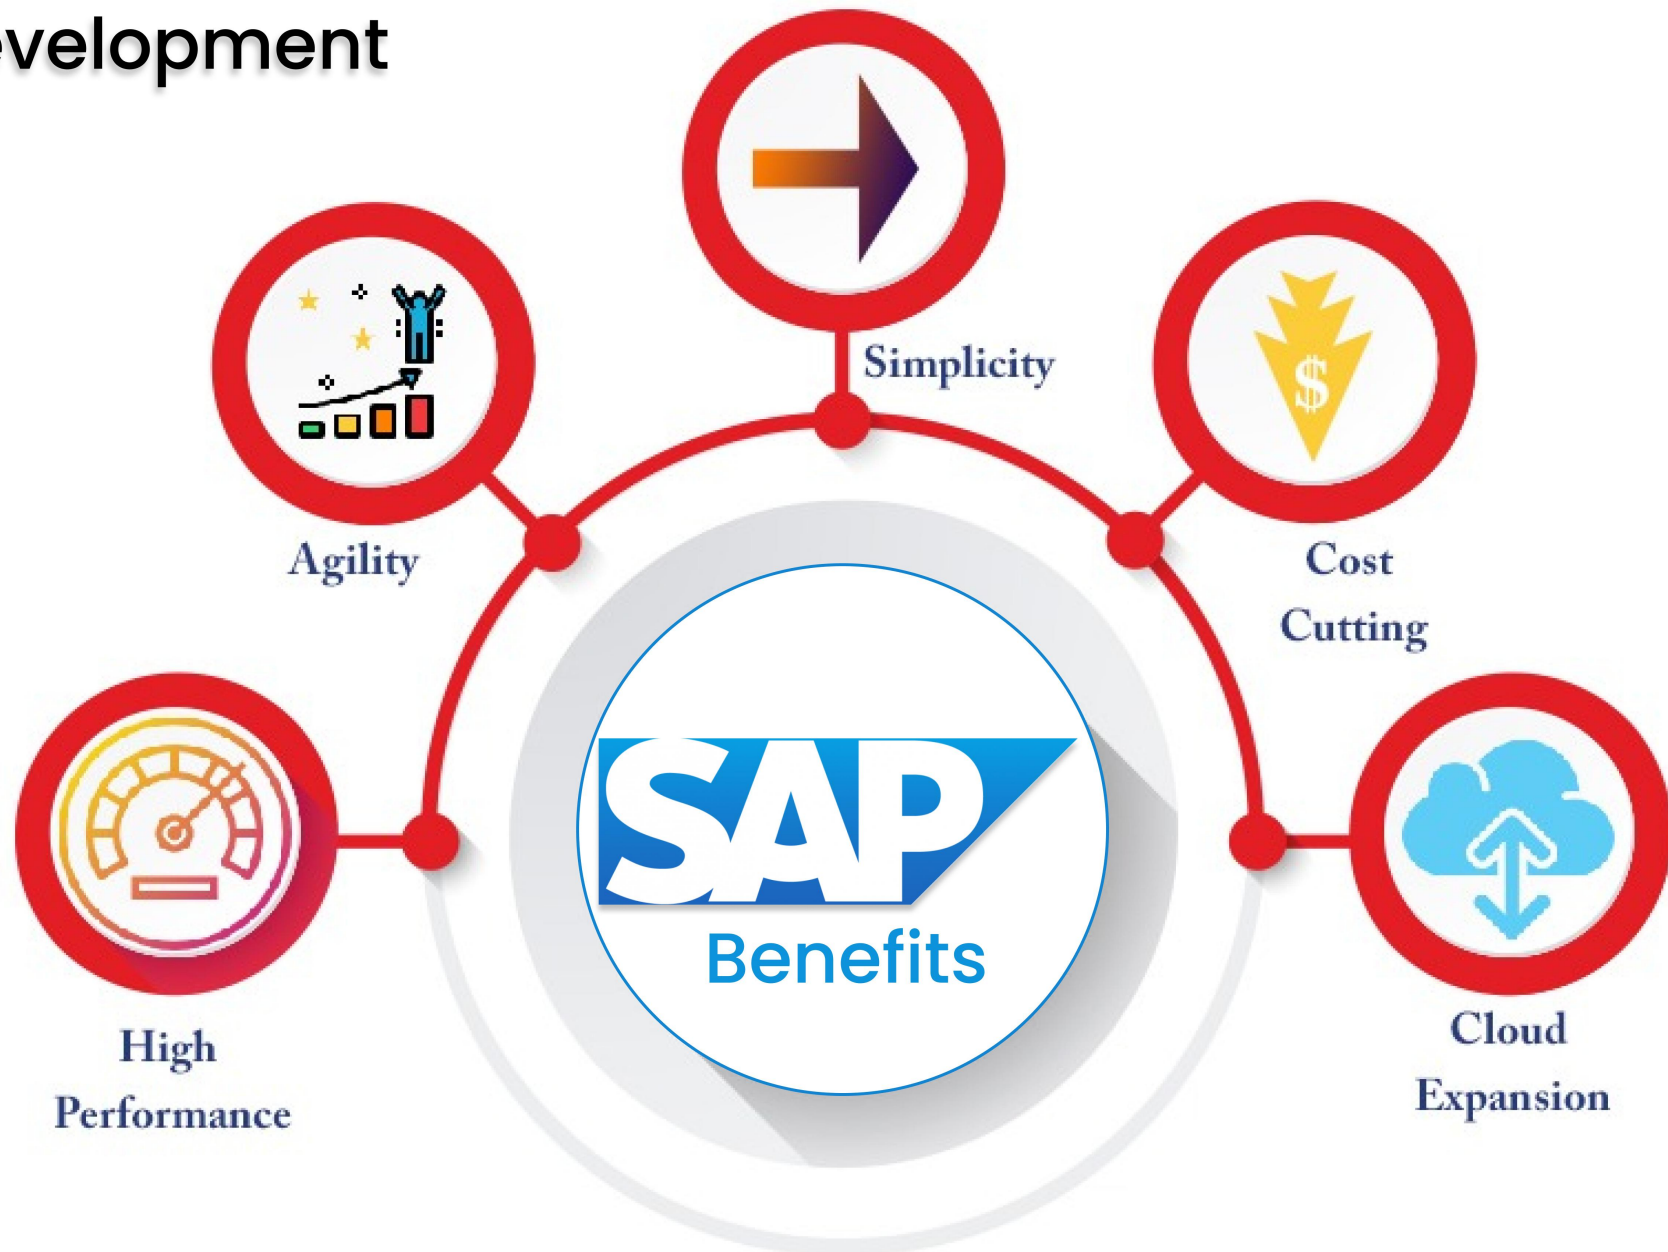 evelopment
Simplicity
Agility
Cost
Cutting
$
SAP
Benefits
High
Performance
Cloud
Expansion